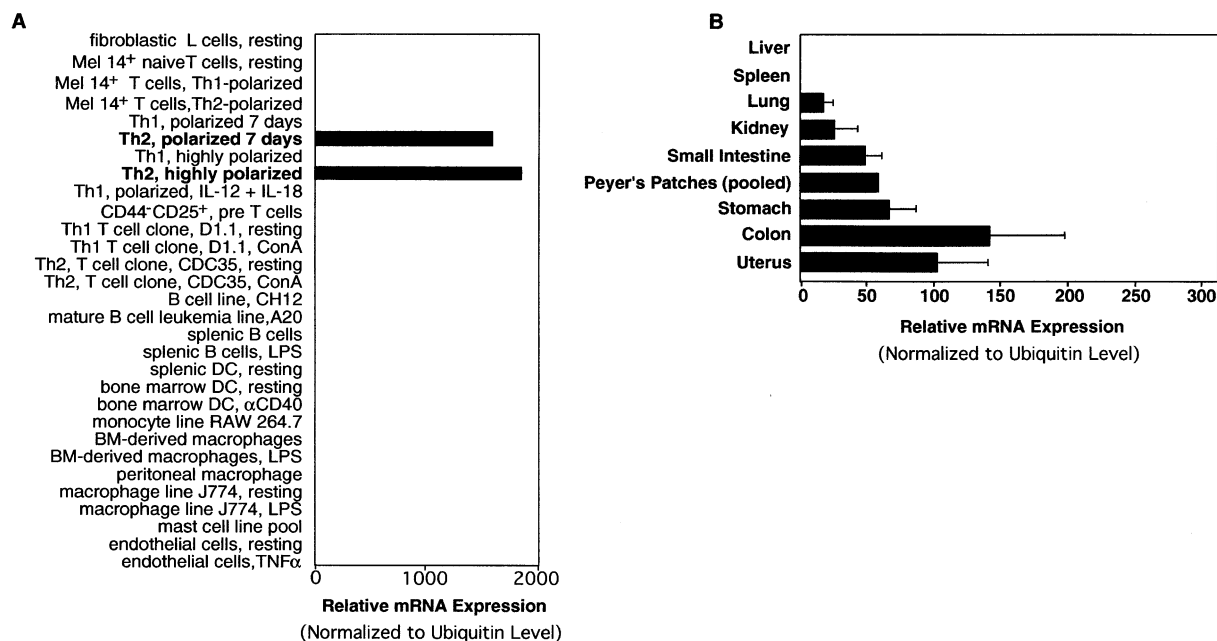 A
fibroblastic L cells, resting
Mel 14⁺ naiveT cells, resting
Mel 14⁺ T cells, Th1-polarized
Mel 14⁺ T cells,Th2-polarized
Th1, polarized 7 days
Th2, polarized 7 days
Th1, highly polarized
Th2, highly polarized
Th1, polarized, IL-12 + IL-18
CD44⁻CD25⁺, pre T cells
Th1 T cell clone, D1.1, resting
Th1 T cell clone, D1.1, ConA
Th2, T cell clone, CDC35, resting
Th2, T cell clone, CDC35, ConA
B cell line, CH12
mature B cell leukemia line,A20
splenic B cells
splenic B cells, LPS
splenic DC, resting
bone marrow DC, resting
bone marrow DC, αCD40
monocyte line RAW 264.7
BM-derived macrophages
BM-derived macrophages, LPS
peritoneal macrophage
macrophage line J774, resting
macrophage line J774, LPS
mast cell line pool
endothelial cells, resting
endothelial cells,TNFα
0 1000 2000
Relative mRNA Expression
(Normalized to Ubiquitin Level)
B
Liver
Spleen
Lung
Kidney
Small Intestine
Peyer's Patches (pooled)
Stomach
Colon
Uterus
0 50 100 150 200 250 300
Relative mRNA Expression
(Normalized to Ubiquitin Level)